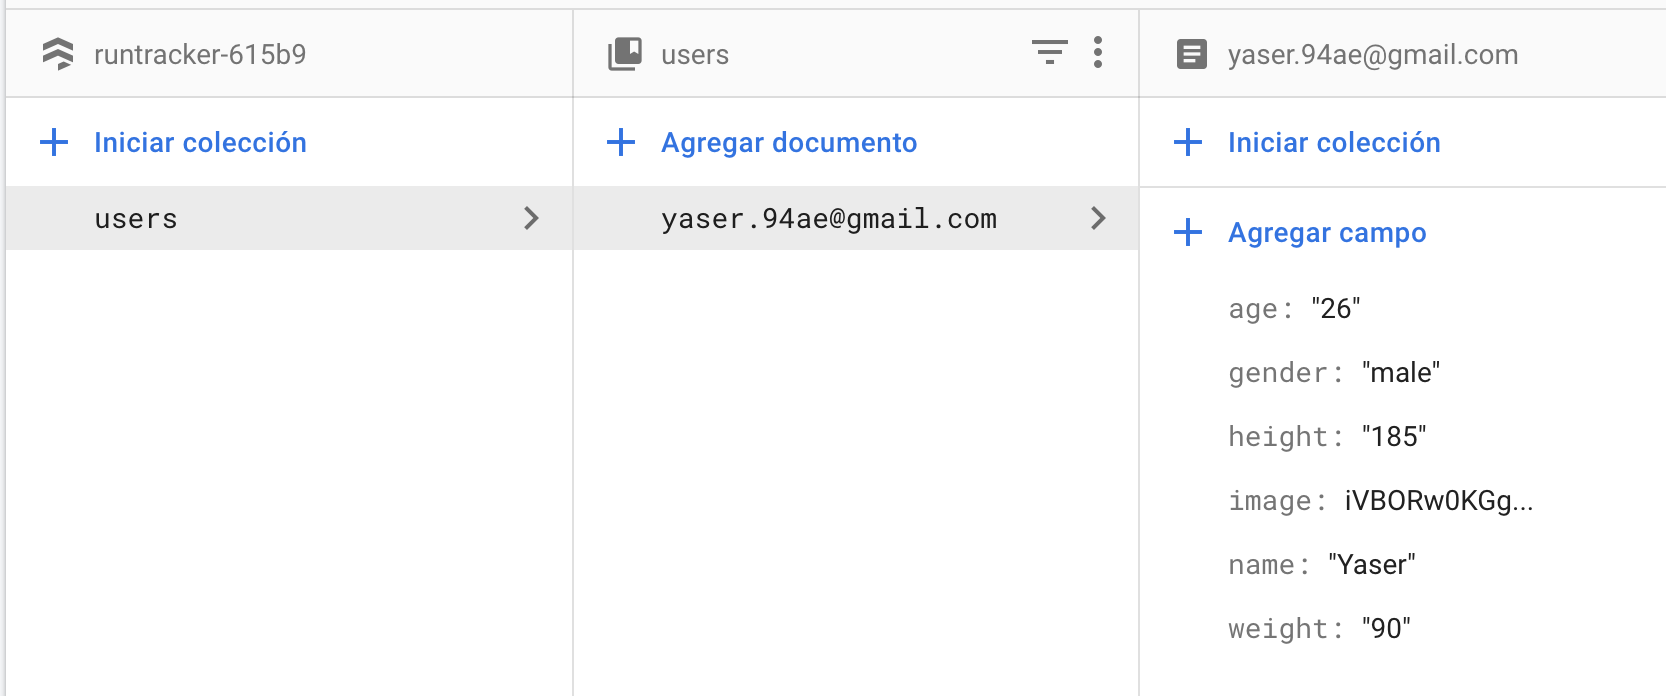 runtracker-615b9
Iniciar colección
users
users
Agregar documento
yaser.94ae@gmail.com
yaser.94ae@gmail.com
Iniciar colección
Agregar campo
age: "26"
gender: "male"
height: "185"
image: iVBORw0KGg...
name: "Yaser"
weight: "90"